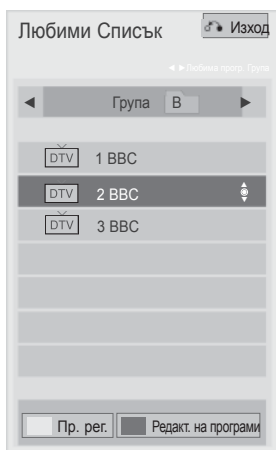 Любими Списък
Изход
◄ ► Любима прогр. Група
◄ Група B ►
DTV 1 BBC
DTV 2 BBC
DTV 3 BBC
Пр. рег. Редакт. на програми